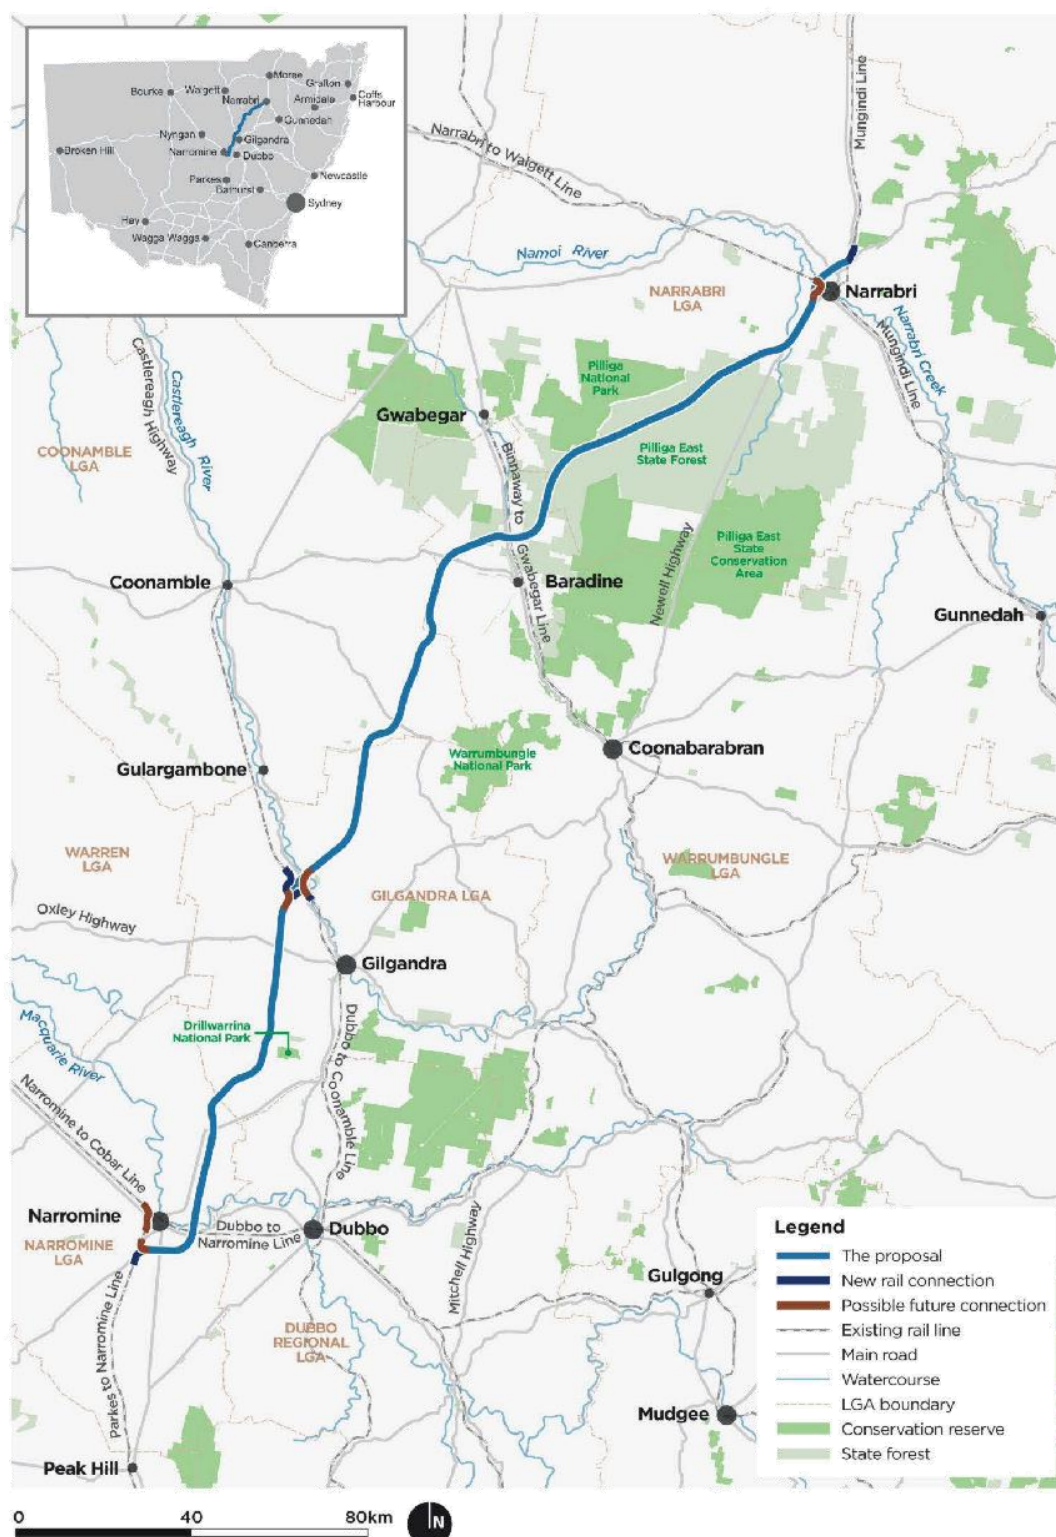 Moree
Grafton
Bourke
Walgett
Narrabri
Armidale
Coffs
Harbour
Gunnedah
Nyngan
Gilgandra
Broken Hill
Narromine
Dubbo
Newcastle
Parkes
Bathurst
Sydney
Hay
Wagga Wagga
Canberra
Narrabri to Walgett Line
Mungindi Line
Namoi River
NARRABRI
LGA
Narrabri
Narrabri Creek
Mungindi Line
Castlereagh Highway
Castlereagh River
Pilliga
National
Park
Gwabegar
COONAMBLE
LGA
Pilliga East
State Forest
Binnaway to
Gwabegar Line
Pilliga East
State
Conservation
Area
Newell Highway
Coonamble
Baradine
Gunnedah
Warrumbungle
National Park
Coonabarabran
Gulargambone
WARREN
LGA
WARRUMBUNGLE
LGA
GILGANDRA LGA
Oxley Highway
Gilgandra
Macquarie River
Drillwarrina
National Park
Dubbo to
Coonamble Line
Narromine to Cobar Line
Narromine
Dubbo to
Narromine Line
Dubbo
NARROMINE
LGA
Mitchell Highway
Parkes to Narromine Line
Gulgong
DUBBO
REGIONAL
LGA
Mudgee
Peak Hill
Legend
The proposal
New rail connection
Possible future connection
Existing rail line
Main road
Watercourse
LGA boundary
Conservation reserve
State forest
0 40 80km
N